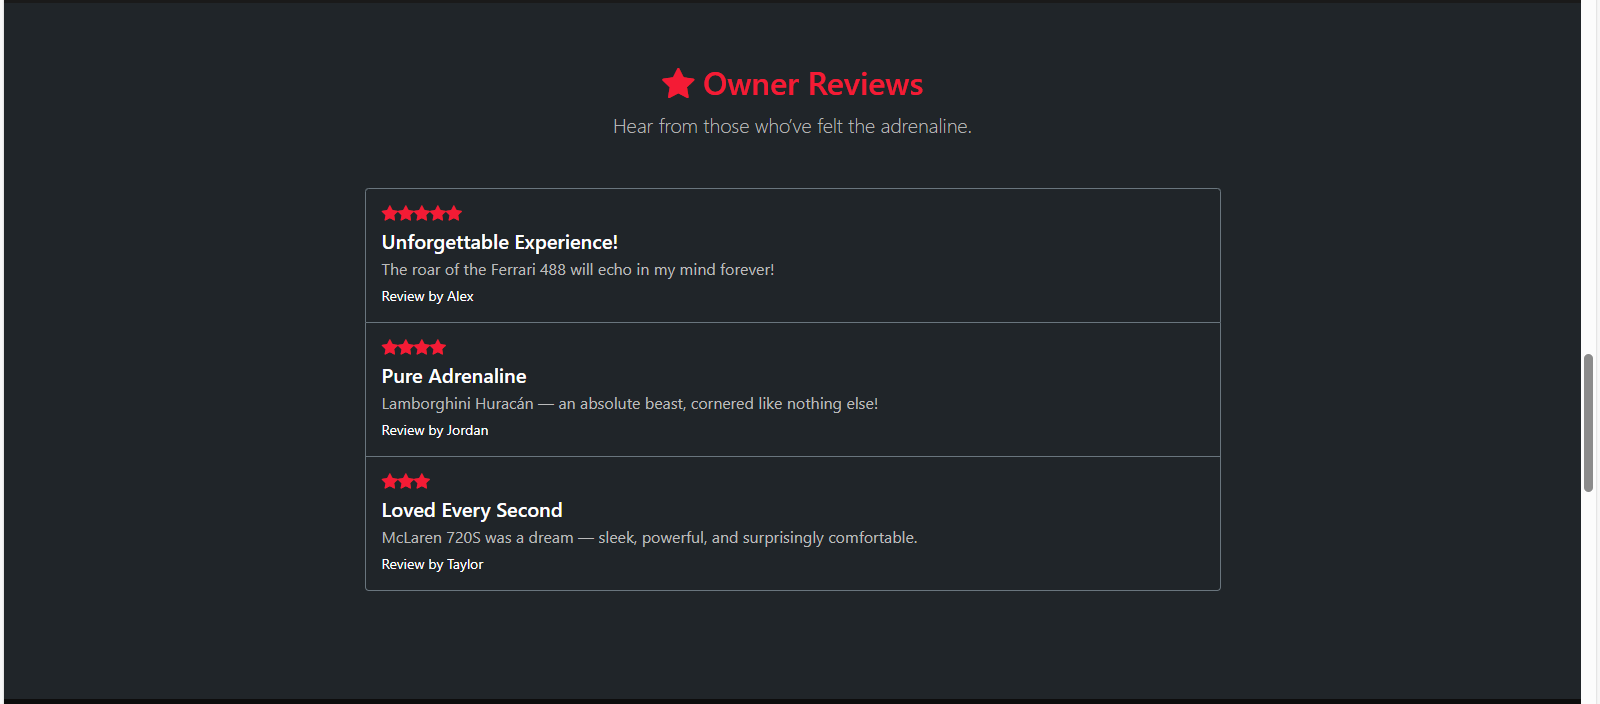 Owner Reviews
Hear from those who’ve felt the adrenaline.
Unforgettable Experience!
The roar of the Ferrari 488 will echo in my mind forever!
Review by Alex
Pure Adrenaline
Lamborghini Huracán — an absolute beast, cornered like nothing else!
Review by Jordan
Loved Every Second
McLaren 720S was a dream — sleek, powerful, and surprisingly comfortable.
Review by Taylor